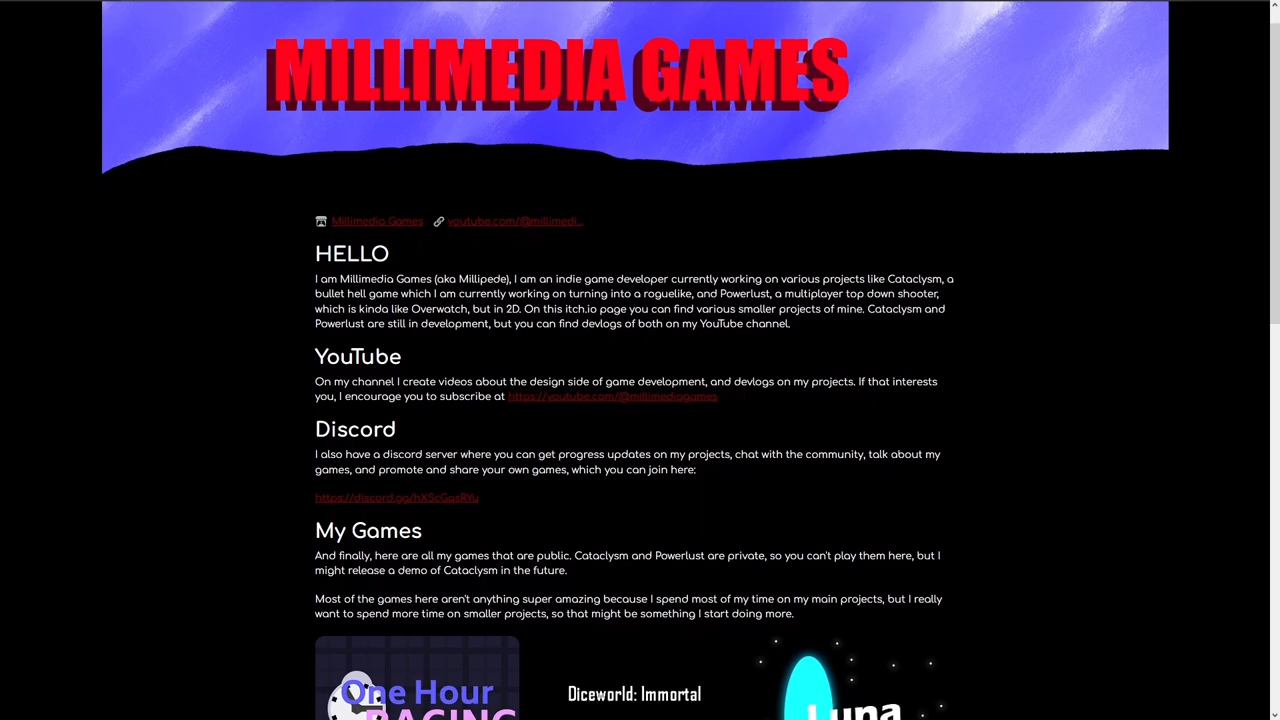 MILLIMEDIA GAMES
Millimedia Games youtube.com/@millimedi...
HELLO
I am Millimedia Games (aka Millipede), I am an indie game developer currently working on various projects like Cataclysm, a
bullet hell game which I am currently working on turning into a roguelike, and Powerlust, a multiplayer top down shooter,
which is kinda like Overwatch, but in 2D. On this itch.io page you can find various smaller projects of mine. Cataclysm and
Powerlust are still in development, but you can find devlogs of both on my YouTube channel.
YouTube
On my channel I create videos about the design side of game development, and devlogs on my projects. If that interests
you, I encourage you to subscribe at https://youtube.com/@millimediagames
Discord
I also have a discord server where you can get progress updates on my projects, chat with the community, talk about my
games, and promote and share your own games, which you can join here:
My Games
And finally, here are all my games that are public. Cataclysm and Powerlust are private, so you can't play them here, but I
might release a demo of Cataclysm in the future.
Most of the games here aren't anything super amazing because I spend most of my time on my main projects, but I really
want to spend more time on smaller projects, so that might be something I start doing more.
One Hour
RACING
Diceworld: Immortal
Luna